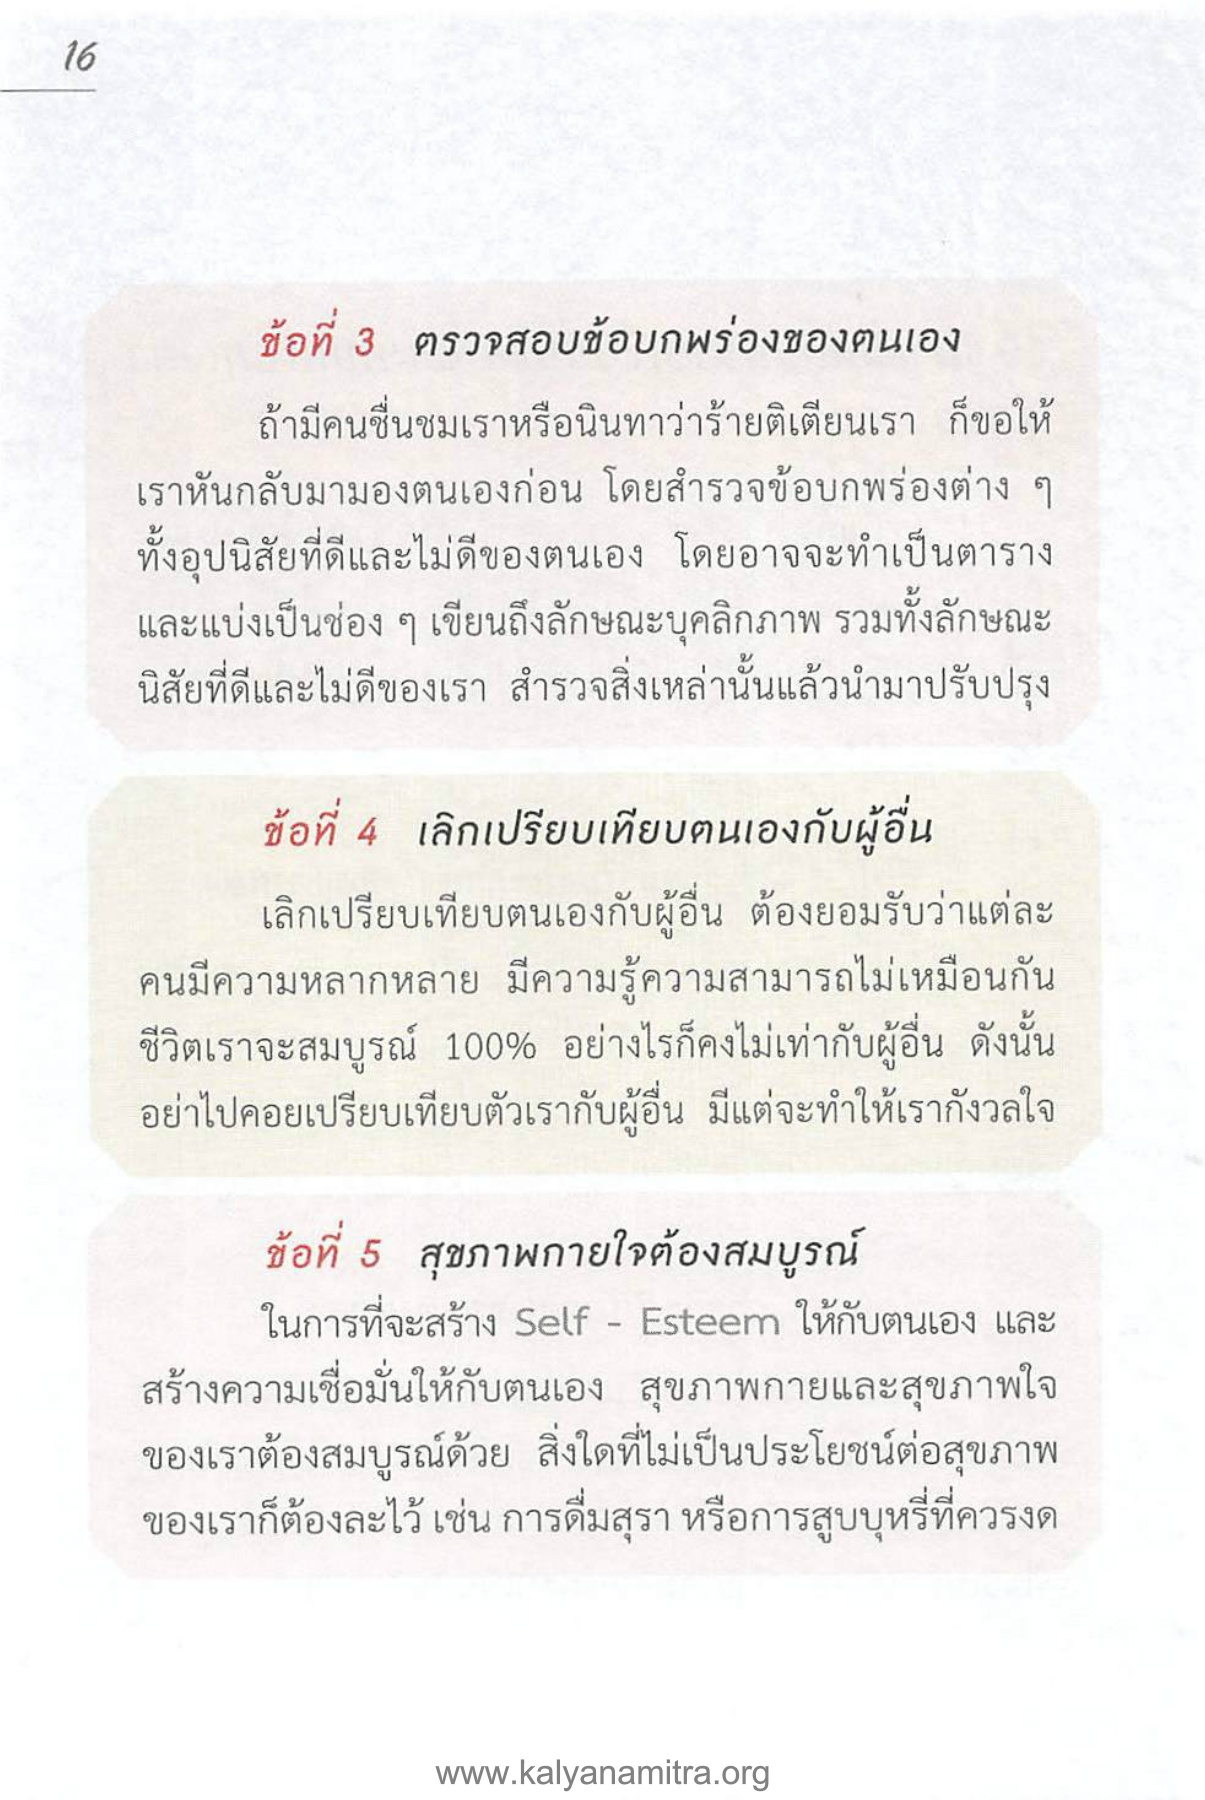 16
ข้อที่ 3 ตรวจสอบข้อบกพร่องของตนเอง
ถ้ามีคนชื่นชมเราหรือนินทาว่าร้ายติเตียนเรา ก็ขอให้
เราหันกลับมามองตนเองก่อน โดยสำรวจข้อบกพร่องต่าง ๆ
ทั้งอุปนิสัยที่ดีและไม่ดีของตนเอง โดยอาจจะทำเป็นตาราง
และแบ่งเป็นช่อง ๆ เขียนถึงลักษณะบุคลิกภาพ รวมทั้งลักษณะ
นิสัยที่ดีและไม่ดีของเรา สำรวจสิ่งเหล่านั้นแล้วนำมาปรับปรุง
ข้อที่ 4 เลิกเปรียบเทียบตนเองกับผู้อื่น
เลิกเปรียบเทียบตนเองกับผู้อื่น ต้องยอมรับว่าแต่ละ
คนมีความหลากหลาย มีความรู้ความสามารถไม่เหมือนกัน
ชีวิตเราจะสมบูรณ์ 100% อย่างไรก็คงไม่เท่ากับผู้อื่น ดังนั้น
อย่าไปคอยเปรียบเทียบตัวเรากับผู้อื่น มีแต่จะทำให้เรากังวลใจ
ข้อที่ 5 สุขภาพกายใจต้องสมบูรณ์
ในการที่จะสร้าง Self - Esteem ให้กับตนเอง และ
สร้างความเชื่อมั่นให้กับตนเอง สุขภาพกายและสุขภาพใจ
ของเราต้องสมบูรณ์ด้วย สิ่งใดที่ไม่เป็นประโยชน์ต่อสุขภาพ
ของเราก็ต้องละไว้ เช่น การดื่มสุรา หรือการสูบบุหรี่ที่ควรงด
www.kalyanamitra.org